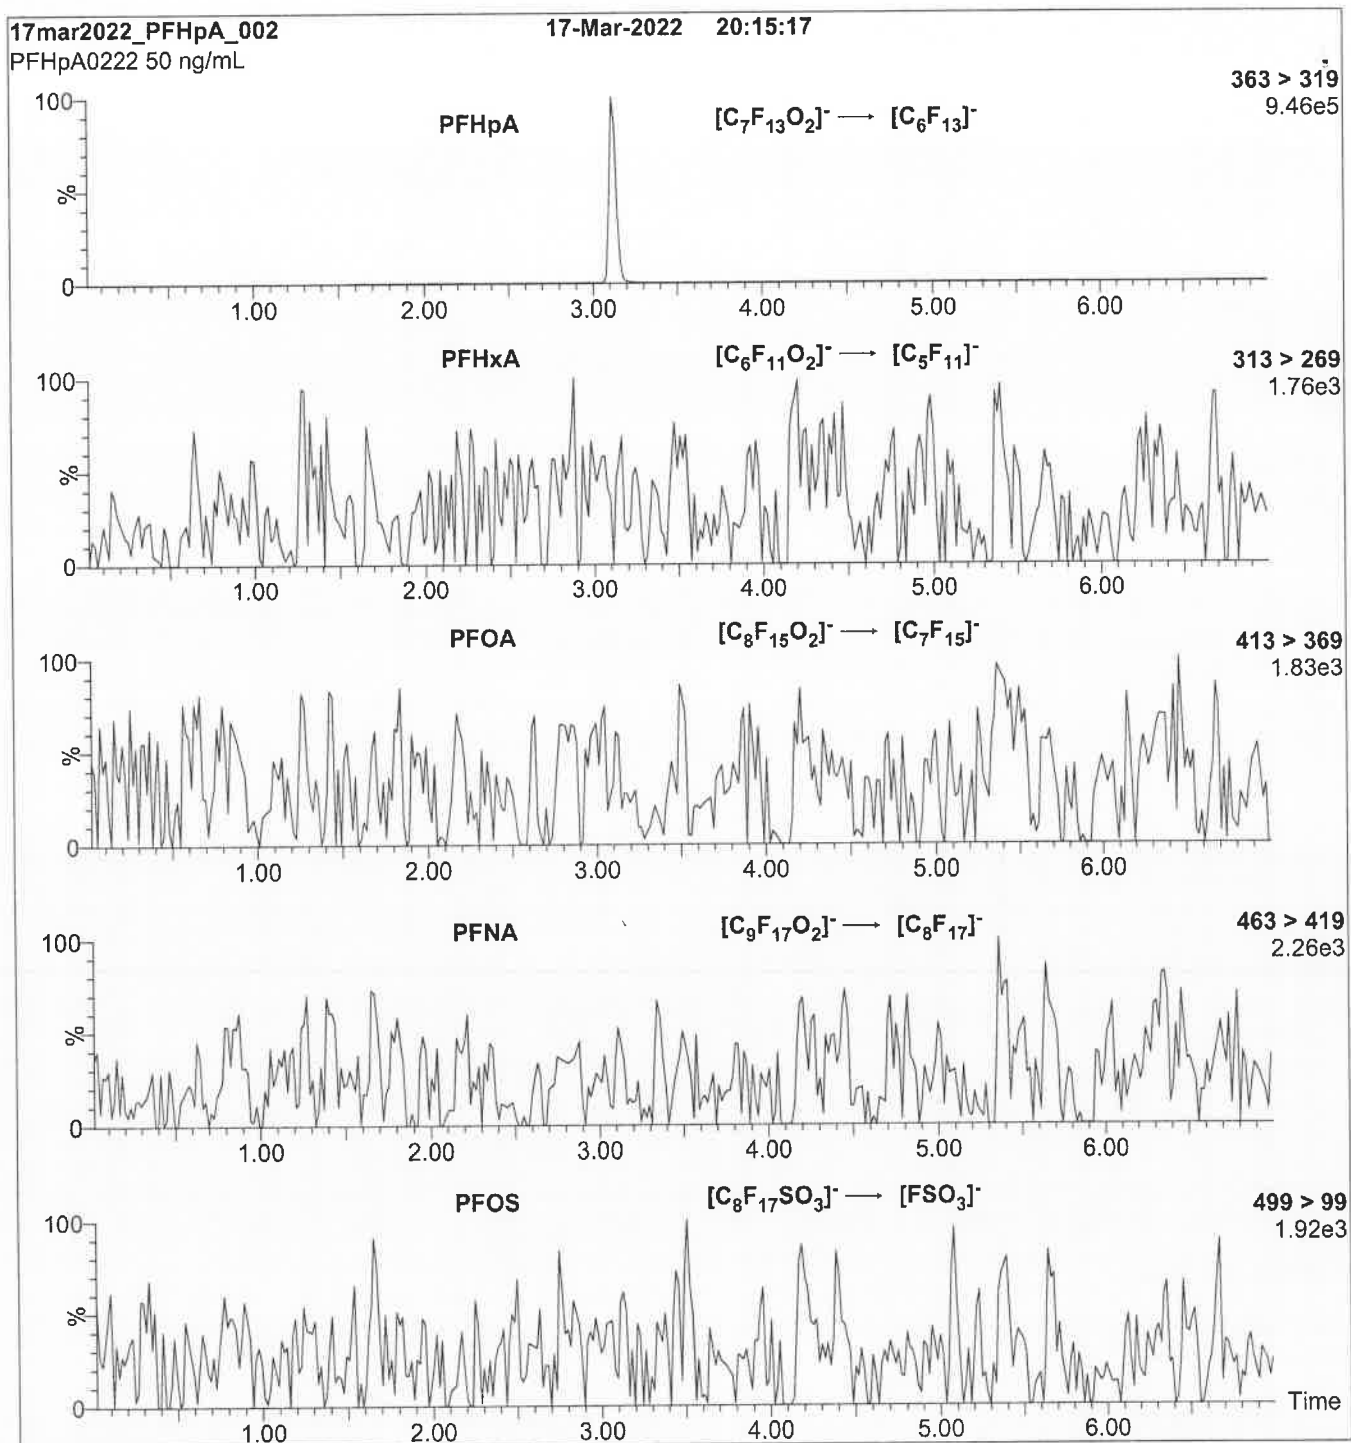 17mar2022_PFHpA_002 17-Mar-2022 20:15:17
PFHpA0222 50 ng/mL
363 > 319
9.46e5
PFHpA [C₇F₁₃O₂]⁻ → [C₆F₁₃]⁻
100
%
0
1.00 2.00 3.00 4.00 5.00 6.00
PFHxA [C₆F₁₁O₂]⁻ → [C₅F₁₁]⁻ 313 > 269
1.76e3
100
%
0
1.00 2.00 3.00 4.00 5.00 6.00
PFOA [C₈F₁₅O₂]⁻ → [C₇F₁₅]⁻ 413 > 369
1.83e3
100
%
0
1.00 2.00 3.00 4.00 5.00 6.00
PFNA [C₉F₁₇O₂]⁻ → [C₈F₁₇]⁻ 463 > 419
2.26e3
100
%
0
1.00 2.00 3.00 4.00 5.00 6.00
PFOS [C₈F₁₇SO₃]⁻ → [FSO₃]⁻ 499 > 99
1.92e3
100
%
0
Time
1.00 2.00 3.00 4.00 5.00 6.00